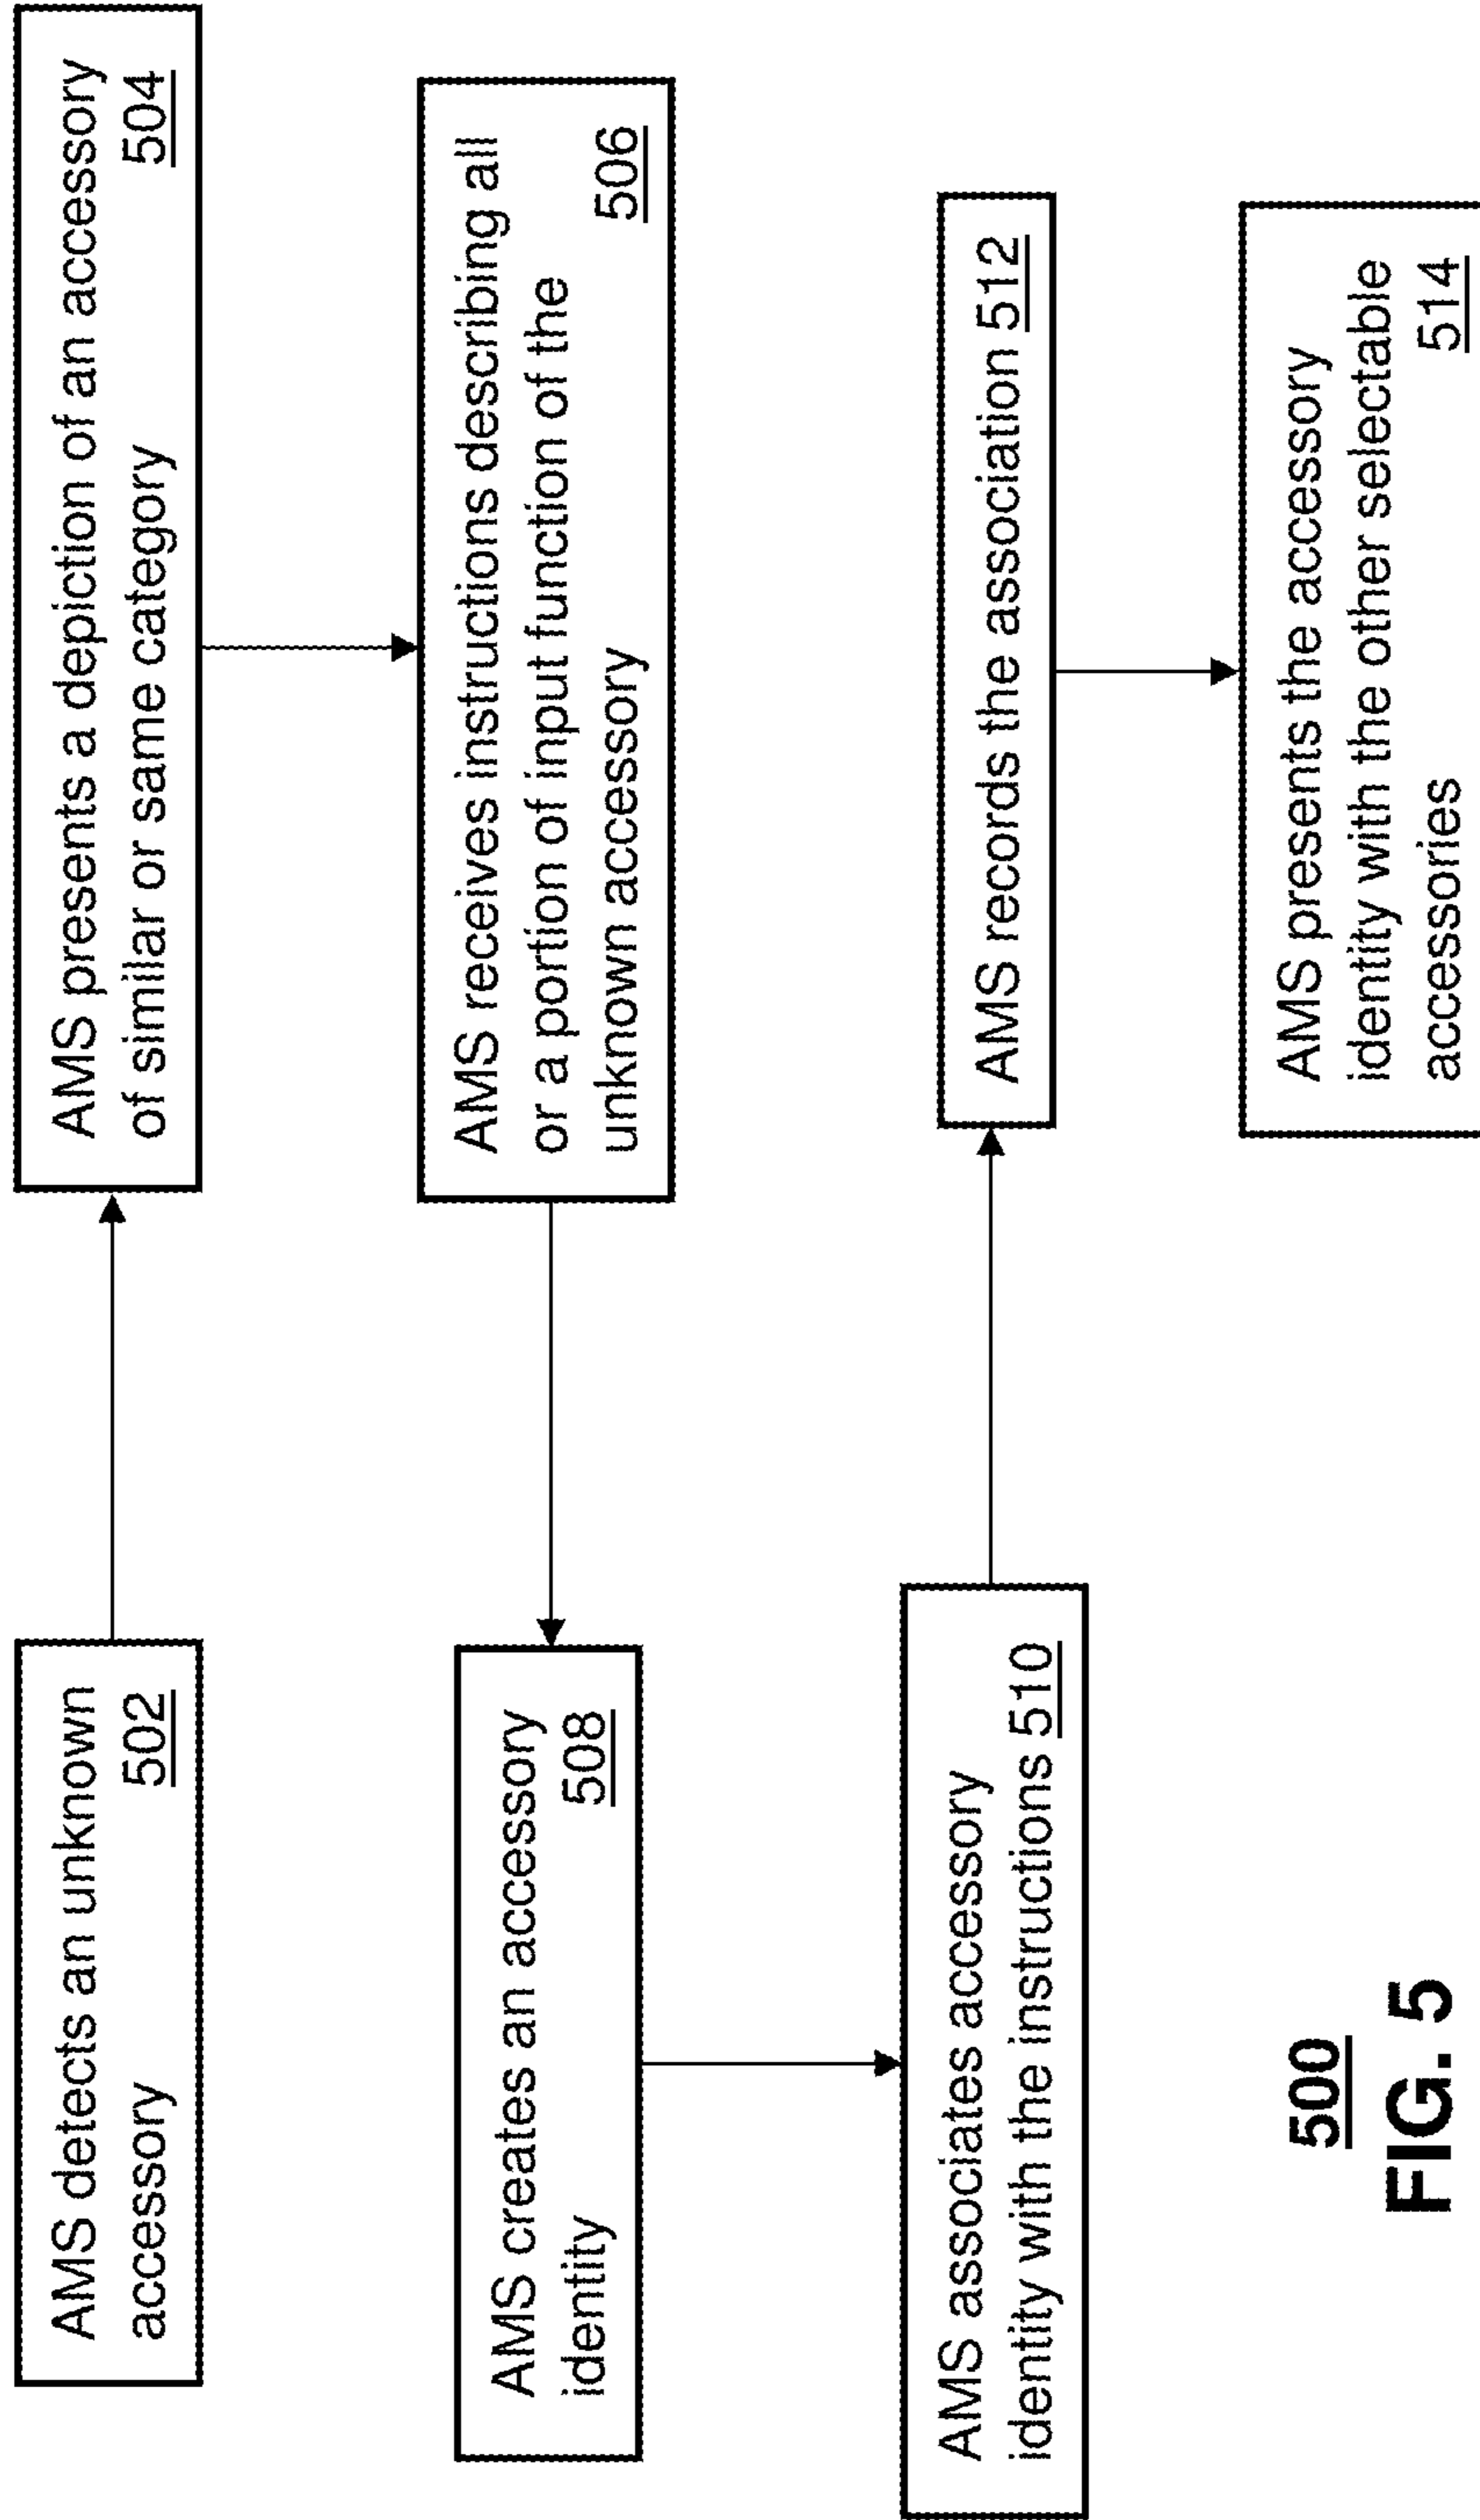 AMS detects an unknown
accessory 502
AMS presents a depiction of an accessory
of similar or same category 504
AMS receives instructions describing all
or a portion of input function of the
unknown accessory 506
AMS creates an accessory
identity 508
AMS associates accessory
identity with the instructions 510
AMS records the association 512
AMS presents the accessory
identity with the other selectable
accessories 514
500
FIG. 5